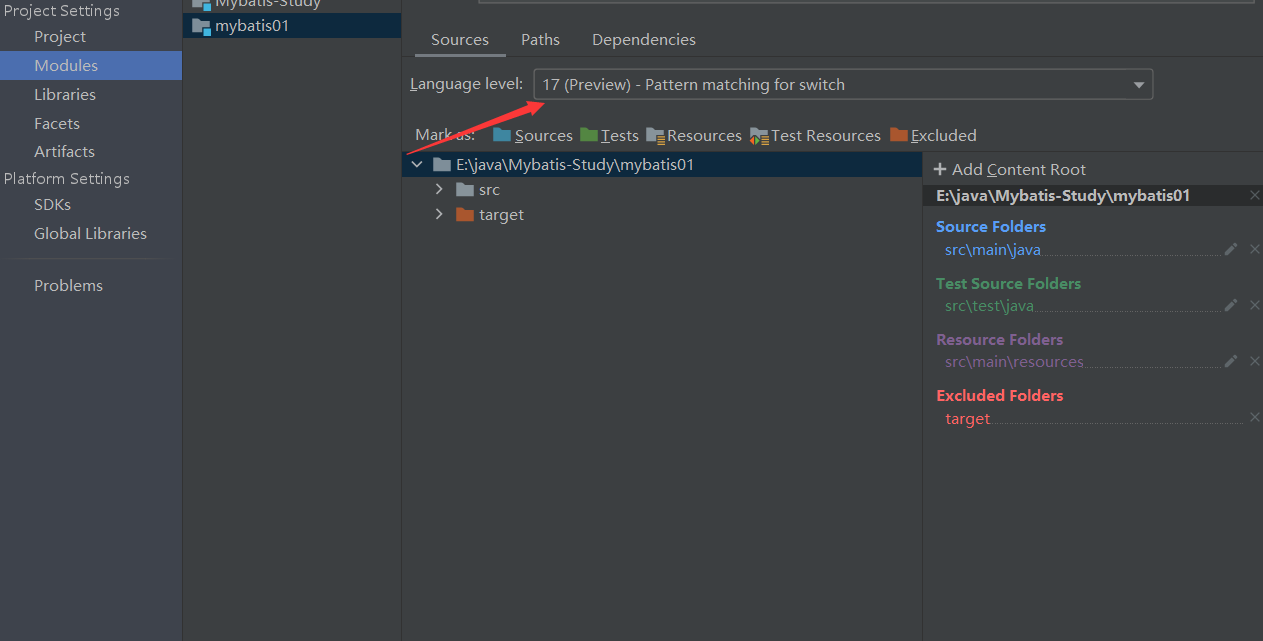 Project Settings
Project
Modules
Libraries
Facets
Artifacts
Platform Settings
SDKs
Global Libraries
Problems
Mybatis-Study
mybatis01
Sources Paths Dependencies
Language level: 17 (Preview) - Pattern matching for switch
Mark as: Sources Tests Resources Test Resources Excluded
E:\java\Mybatis-Study\mybatis01
src
target
Add Content Root
E:\java\Mybatis-Study\mybatis01
Source Folders
src\main\java
Test Source Folders
src\test\java
Resource Folders
src\main\resources
Excluded Folders
target